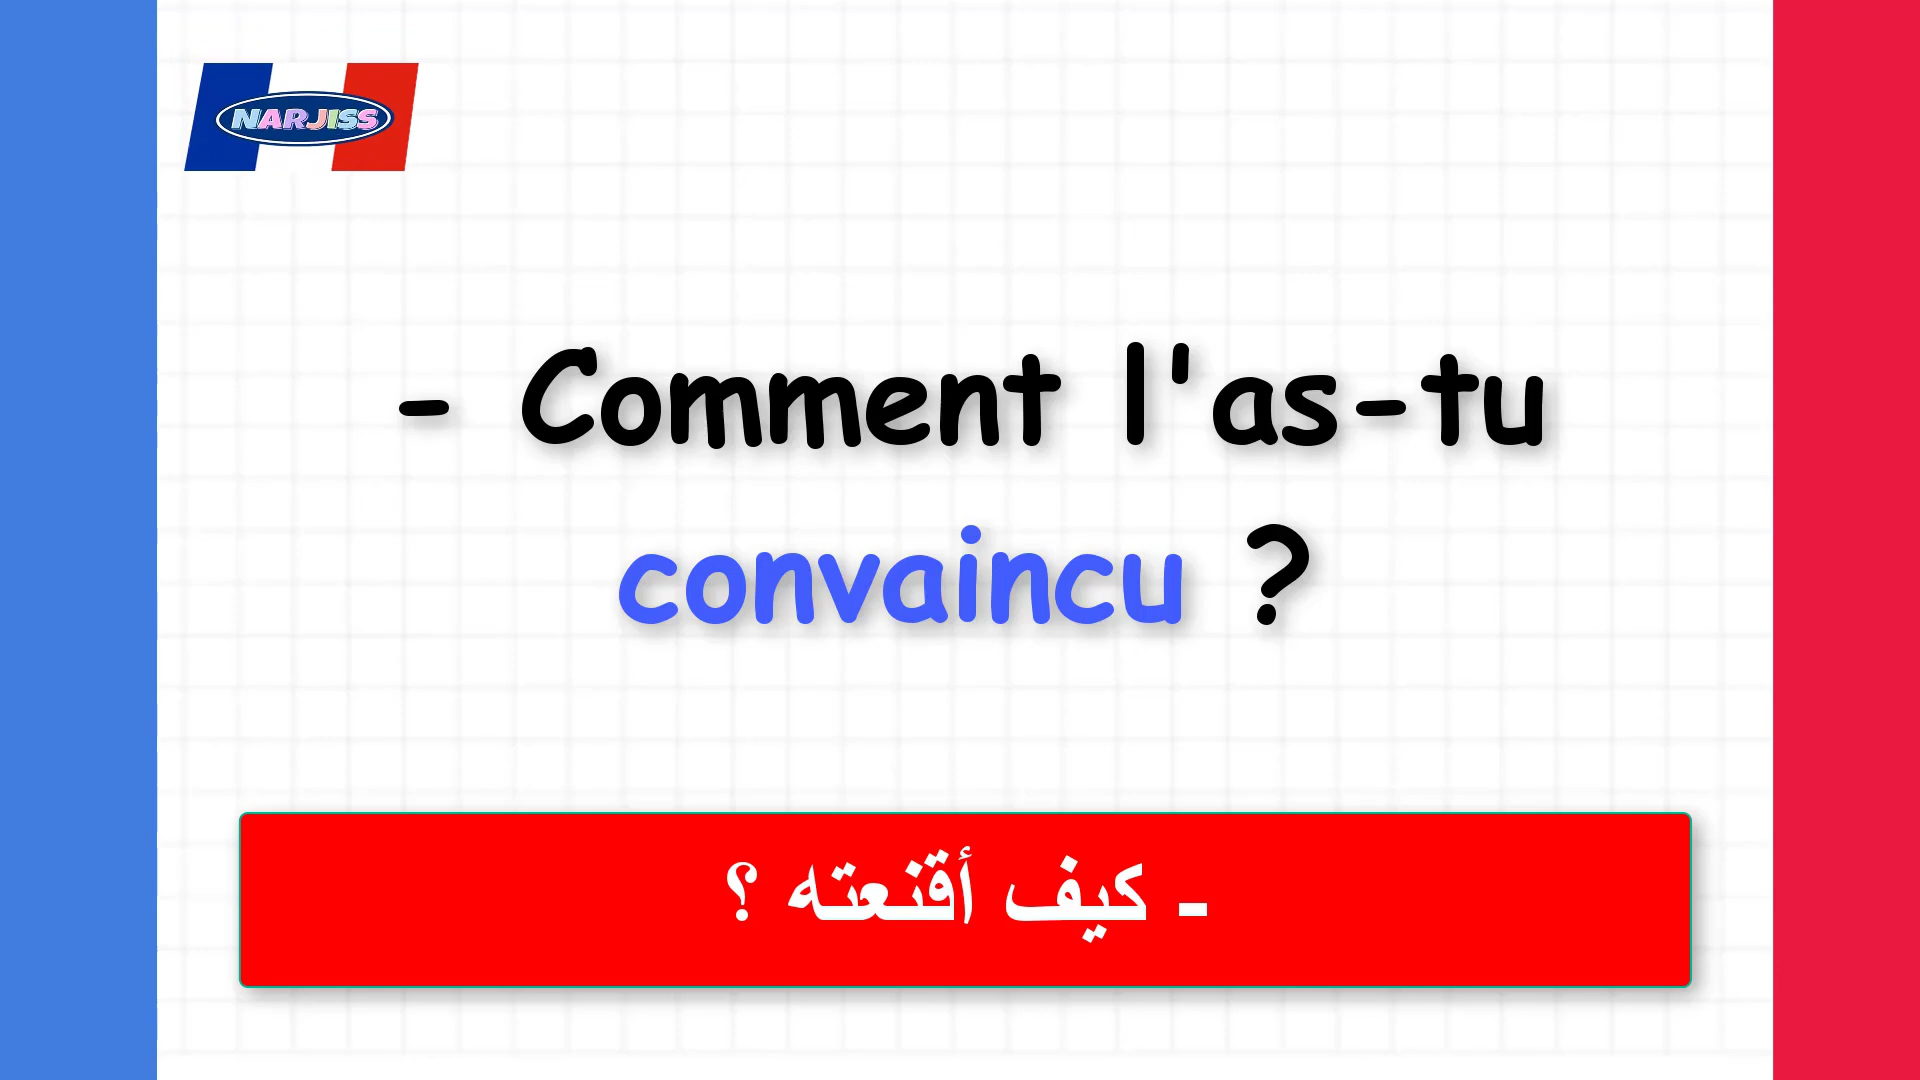 NARJISS
- Comment l'as-tu
convaincu ?
- كيف أقنعته ؟